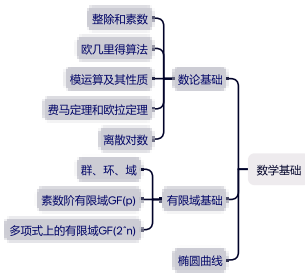 整除和素数
欧几里得算法
模运算及其性质
费马定理和欧拉定理
离散对数
数论基础
群、环、域
素数阶有限域GF(p)
多项式上的有限域GF(2^n)
有限域基础
椭圆曲线
数学基础